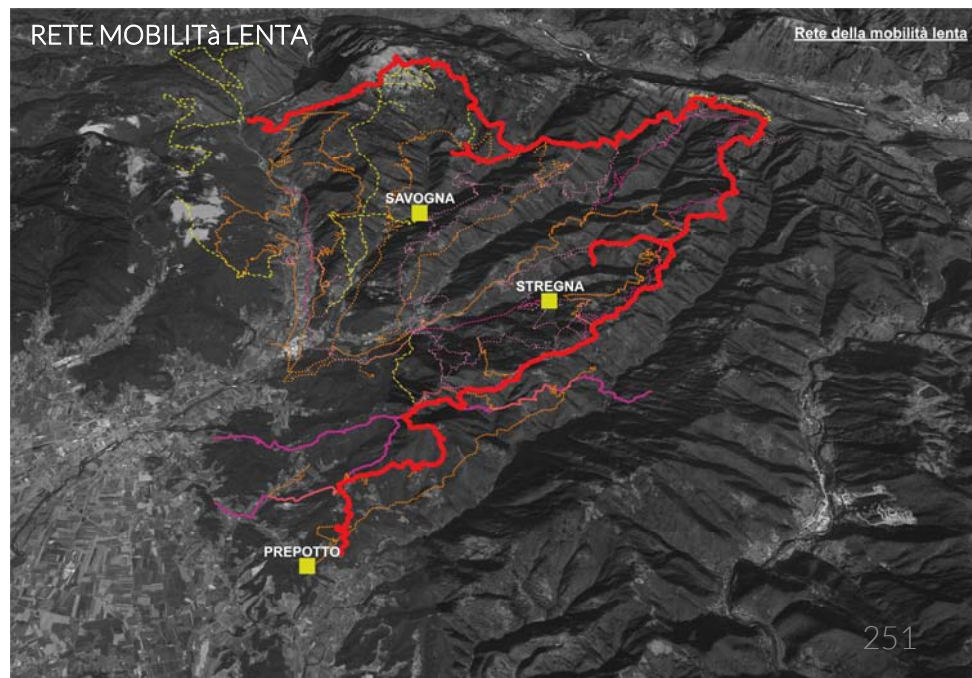 RETE MOBILITà LENTA
Rete della mobilità lenta
SAVOGNA
STREGNA
PREPOTTO
251